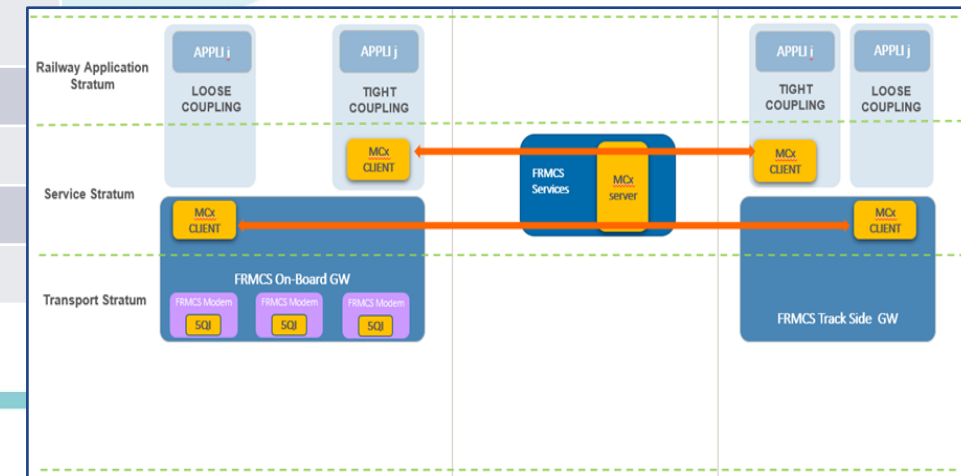 Railway Application
Stratum
APPLI i
LOOSE
COUPLING
APPLI j
TIGHT
COUPLING
APPLI i
TIGHT
COUPLING
APPLI j
LOOSE
COUPLING
Service Stratum
MCx
CLIENT
FRMCS
Services
MCx
server
MCx
CLIENT
MCx
CLIENT
MCx
CLIENT
Transport Stratum
FRMCS On-Board GW
FRMCS Modem
5QI
FRMCS Modem
5QI
FRMCS Modem
5QI
FRMCS Track Side GW